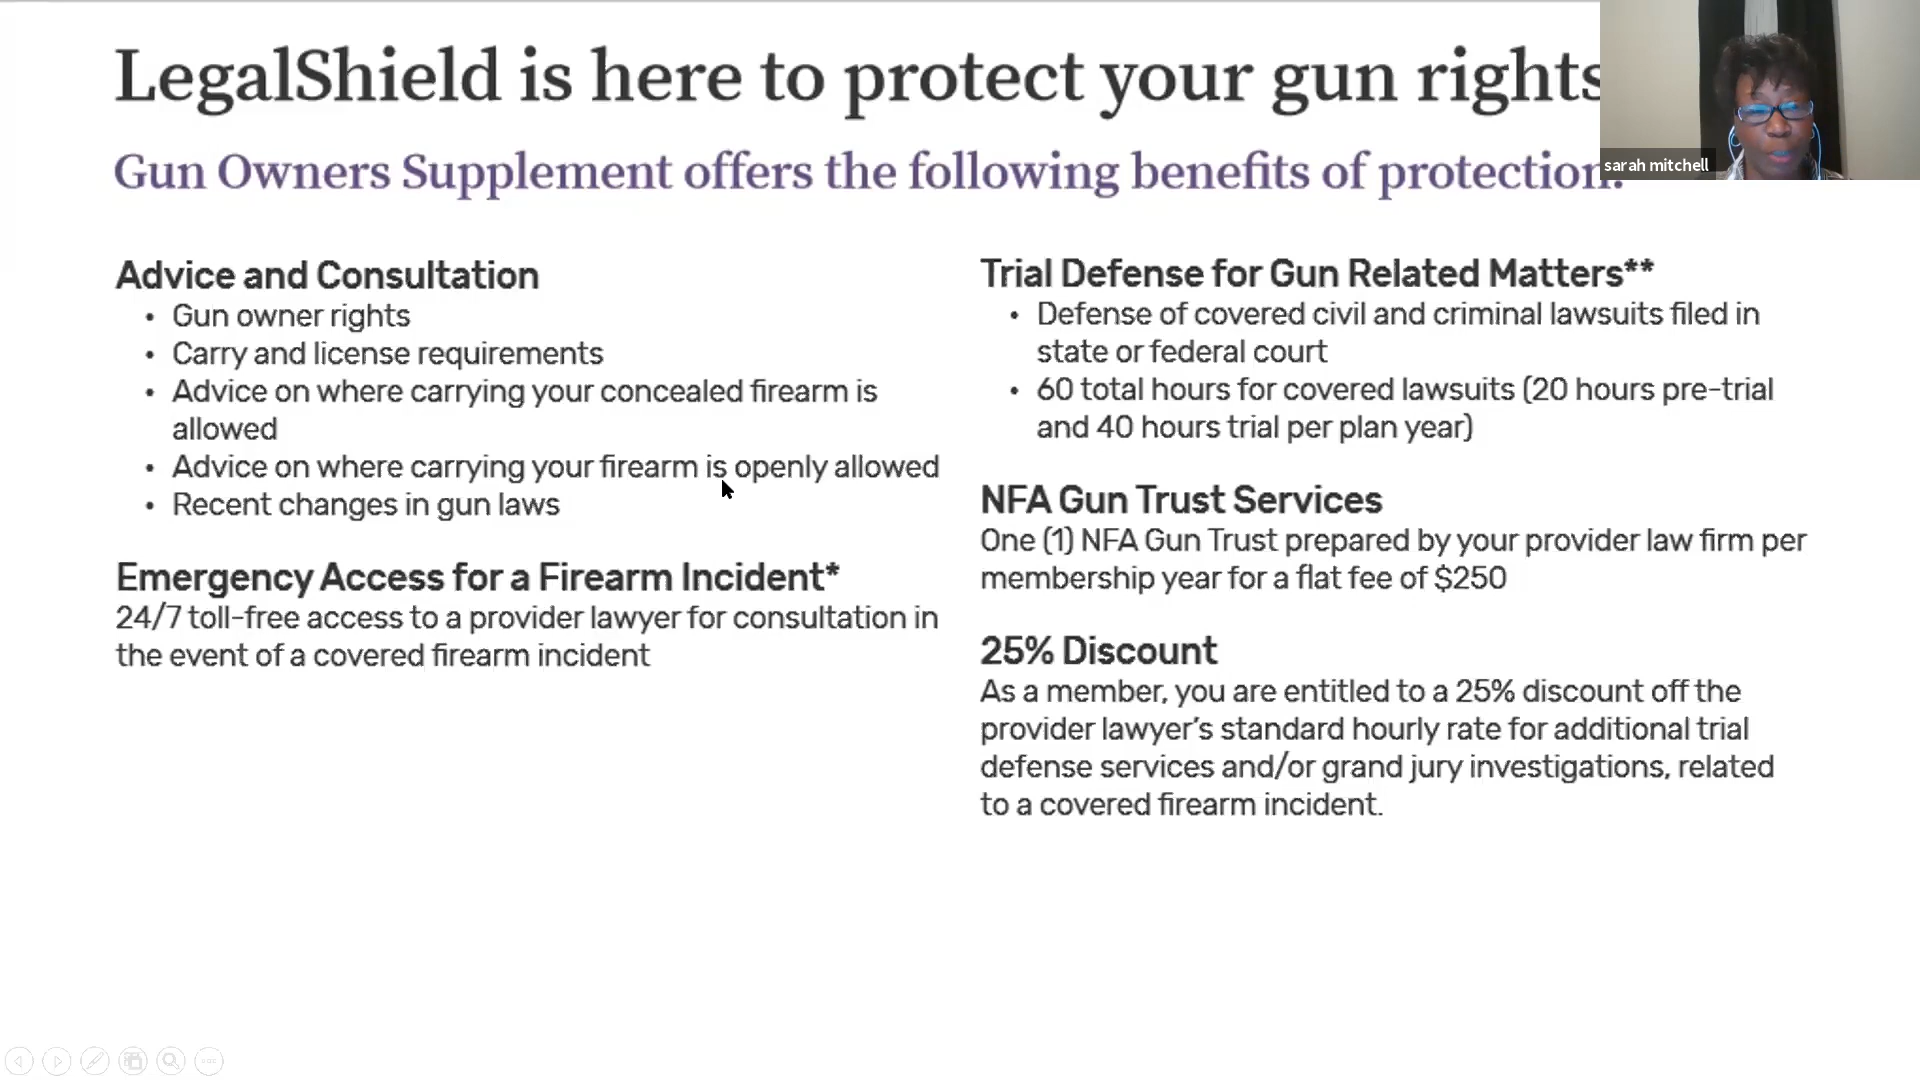 LegalShield is here to protect your gun rights
Gun Owners Supplement offers the following benefits of protection:
sarah mitchell
Advice and Consultation
• Gun owner rights
• Carry and license requirements
• Advice on where carrying your concealed firearm is
allowed
• Advice on where carrying your firearm is openly allowed
• Recent changes in gun laws
Emergency Access for a Firearm Incident*
24/7 toll-free access to a provider lawyer for consultation in
the event of a covered firearm incident
Trial Defense for Gun Related Matters**
• Defense of covered civil and criminal lawsuits filed in
state or federal court
• 60 total hours for covered lawsuits (20 hours pre-trial
and 40 hours trial per plan year)
NFA Gun Trust Services
One (1) NFA Gun Trust prepared by your provider law firm per
membership year for a flat fee of $250
25% Discount
As a member, you are entitled to a 25% discount off the
provider lawyer’s standard hourly rate for additional trial
defense services and/or grand jury investigations, related
to a covered firearm incident.